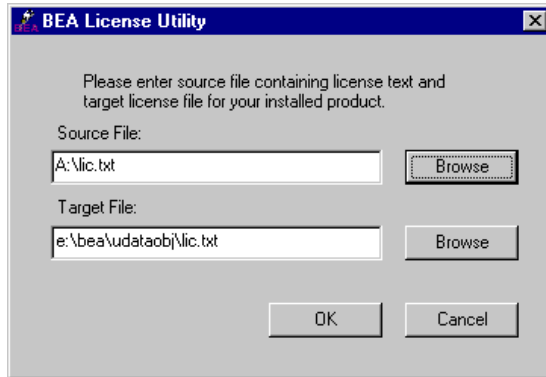 BEA License Utility
Please enter source file containing license text and
target license file for your installed product.
Source File:
A:\lic.txt
Browse
Target File:
e:\bea\udataobj\lic.txt
Browse
OK
Cancel